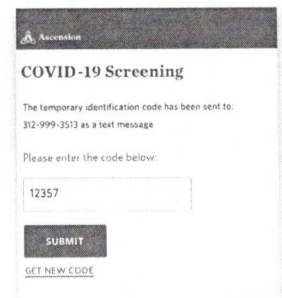 Ascension
COVID-19 Screening
The temporary identification code has been sent to:
312-999-3513 as a text message
Please enter the code below:
12357
SUBMIT
GET NEW CODE